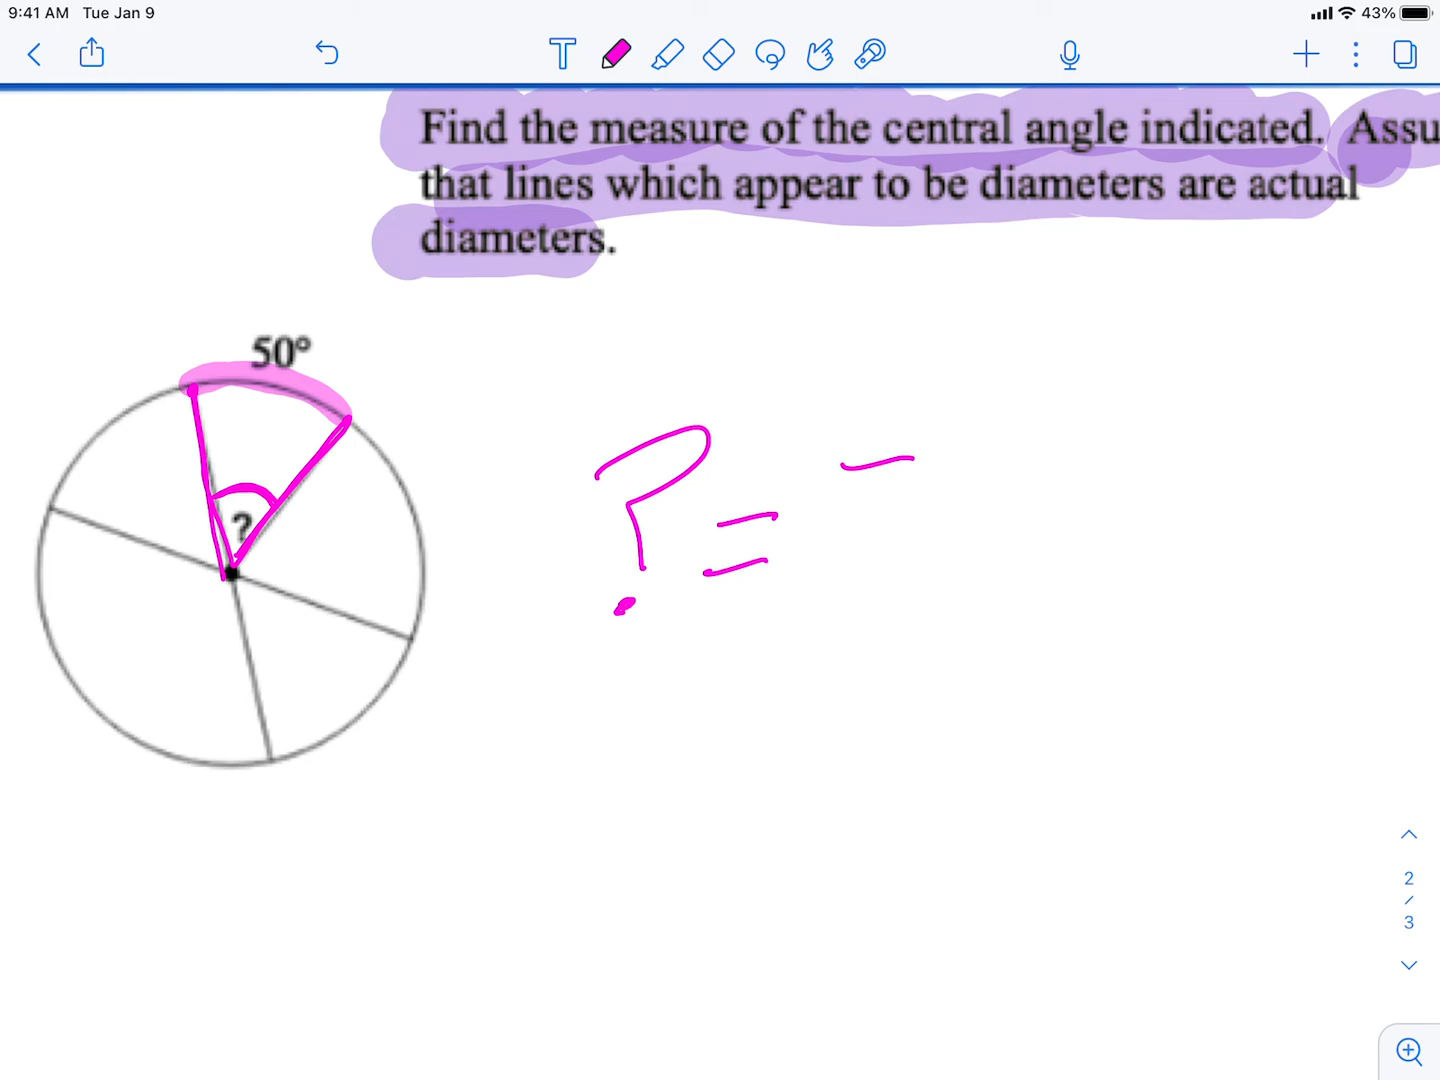 9:41 AM Tue Jan 9
43%
T
Find the measure of the central angle indicated. Assu
that lines which appear to be diameters are actual
diameters.
50°
?
? =
2
/
3